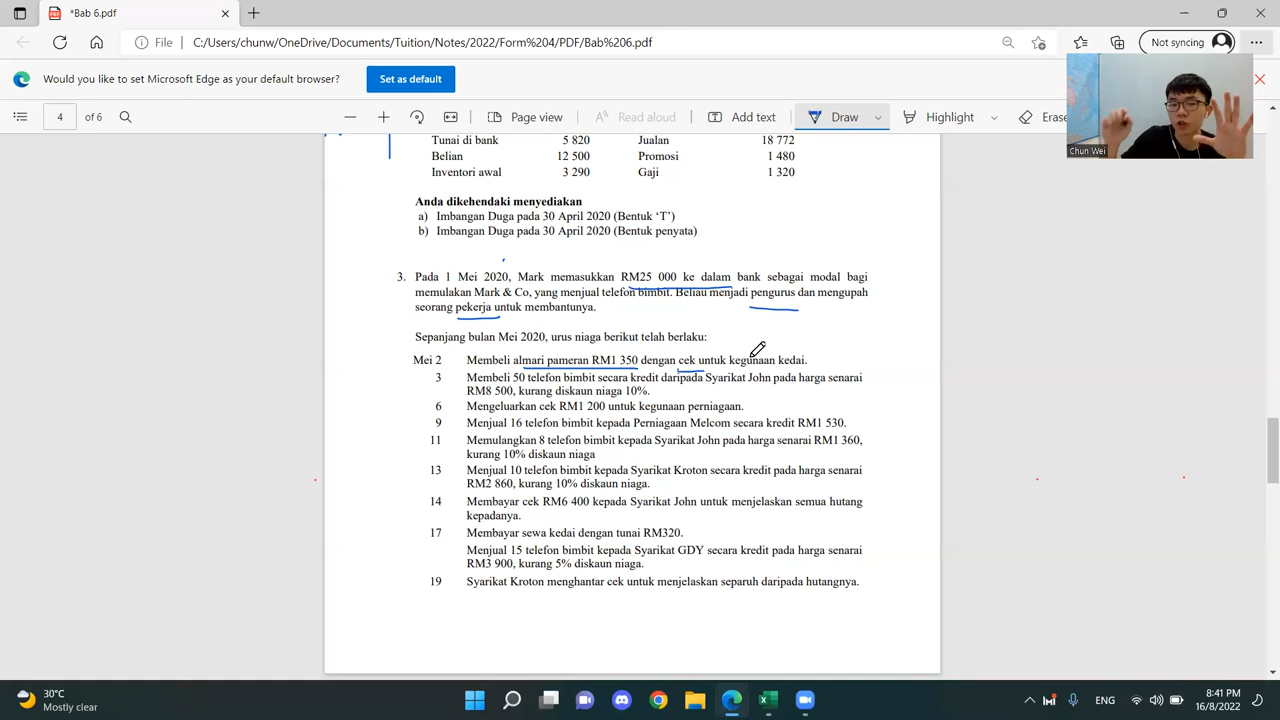 *Bab 6.pdf
File
C:/Users/chunw/OneDrive/Documents/Tuition/Notes/2022/Form%204/PDF/Bab%206.pdf
Not syncing
Would you like to set Microsoft Edge as your default browser?
Set as default
4 of 6
Page view
Read aloud
Add text
Draw
Highlight
Erase
Chun Wei
Tunai di bank 5 820 Jualan 18 772
Belian 12 500 Promosi 1 480
Inventori awal 3 290 Gaji 1 320
Anda dikehendaki menyediakan
a) Imbangan Duga pada 30 April 2020 (Bentuk ‘T’)
b) Imbangan Duga pada 30 April 2020 (Bentuk penyata)
3. Pada 1 Mei 2020, Mark memasukkan RM25 000 ke dalam bank sebagai modal bagi
memulakan Mark & Co, yang menjual telefon bimbit. Beliau menjadi pengurus dan mengupah
seorang pekerja untuk membantunya.
Sepanjang bulan Mei 2020, urus niaga berikut telah berlaku:
Mei 2 Membeli almari pameran RM1 350 dengan cek untuk kegunaan kedai.
3 Membeli 50 telefon bimbit secara kredit daripada Syarikat John pada harga senarai
RM8 500, kurang diskaun niaga 10%.
6 Mengeluarkan cek RM1 200 untuk kegunaan perniagaan.
9 Menjual 16 telefon bimbit kepada Perniagaan Melcom secara kredit RM1 530.
11 Memulangkan 8 telefon bimbit kepada Syarikat John pada harga senarai RM1 360,
kurang 10% diskaun niaga
13 Menjual 10 telefon bimbit kepada Syarikat Kroton secara kredit pada harga senarai
RM2 860, kurang 10% diskaun niaga.
14 Membayar cek RM6 400 kepada Syarikat John untuk menjelaskan semua hutang
kepadanya.
17 Membayar sewa kedai dengan tunai RM320.
Menjual 15 telefon bimbit kepada Syarikat GDY secara kredit pada harga senarai
RM3 900, kurang 5% diskaun niaga.
19 Syarikat Kroton menghantar cek untuk menjelaskan separuh daripada hutangnya.
30°C
Mostly clear
ENG
8:41 PM
16/8/2022